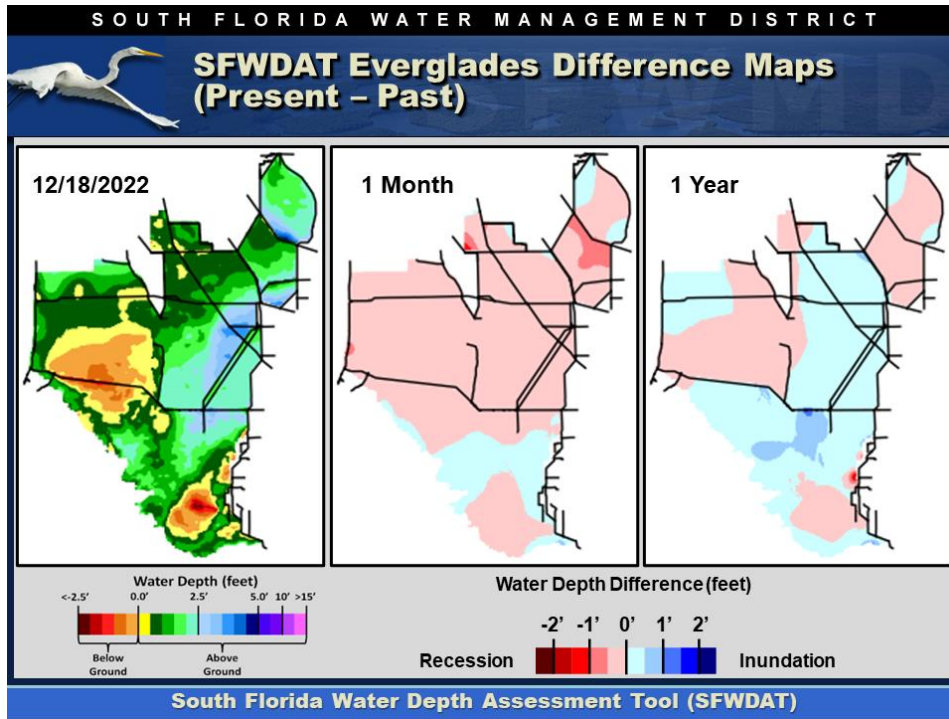 SOUTH FLORIDA WATER MANAGEMENT DISTRICT
SFWDAT Everglades Difference Maps
(Present – Past)
SFWMD
12/18/2022
1 Month
1 Year
Water Depth (feet)
<-2.5' 0.0' 2.5' 5.0' 10' >15'
Below
Ground
Above
Ground
Water Depth Difference (feet)
-2' -1' 0' 1' 2'
Recession
Inundation
South Florida Water Depth Assessment Tool (SFWDAT)